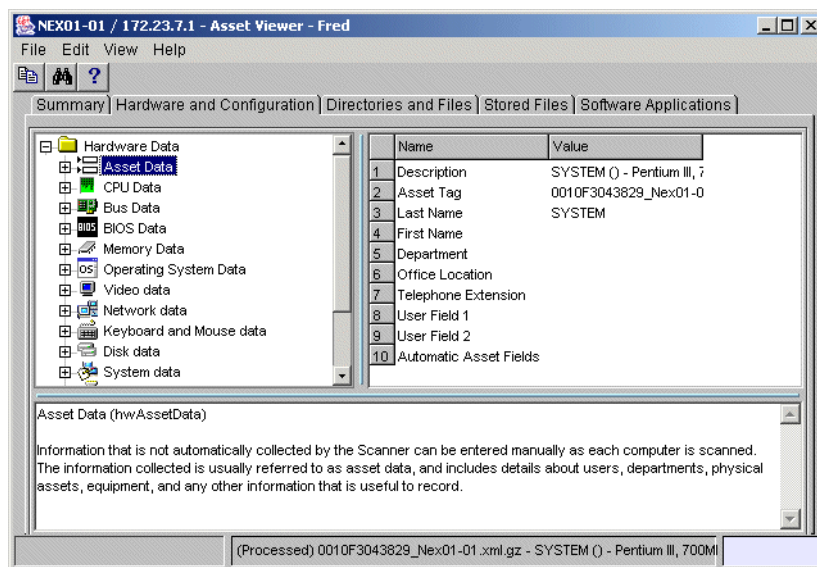 NEX01-01 / 172.23.7.1 - Asset Viewer - Fred
File Edit View Help
?
Summary Hardware and Configuration Directories and Files Stored Files Software Applications
Hardware Data
Asset Data
CPU Data
Bus Data
BIOS BIOS Data
Memory Data
OS Operating System Data
Video data
Network data
Keyboard and Mouse data
Disk data
System data
Name Value
1 Description SYSTEM () - Pentium III, 7
2 Asset Tag 0010F3043829_Nex01-0
3 Last Name SYSTEM
4 First Name
5 Department
6 Office Location
7 Telephone Extension
8 User Field 1
9 User Field 2
10 Automatic Asset Fields
Asset Data (hwAssetData)
Information that is not automatically collected by the Scanner can be entered manually as each computer is scanned.
The information collected is usually referred to as asset data, and includes details about users, departments, physical
assets, equipment, and any other information that is useful to record.
(Processed) 0010F3043829_Nex01-01.xml.gz - SYSTEM () - Pentium III, 700M